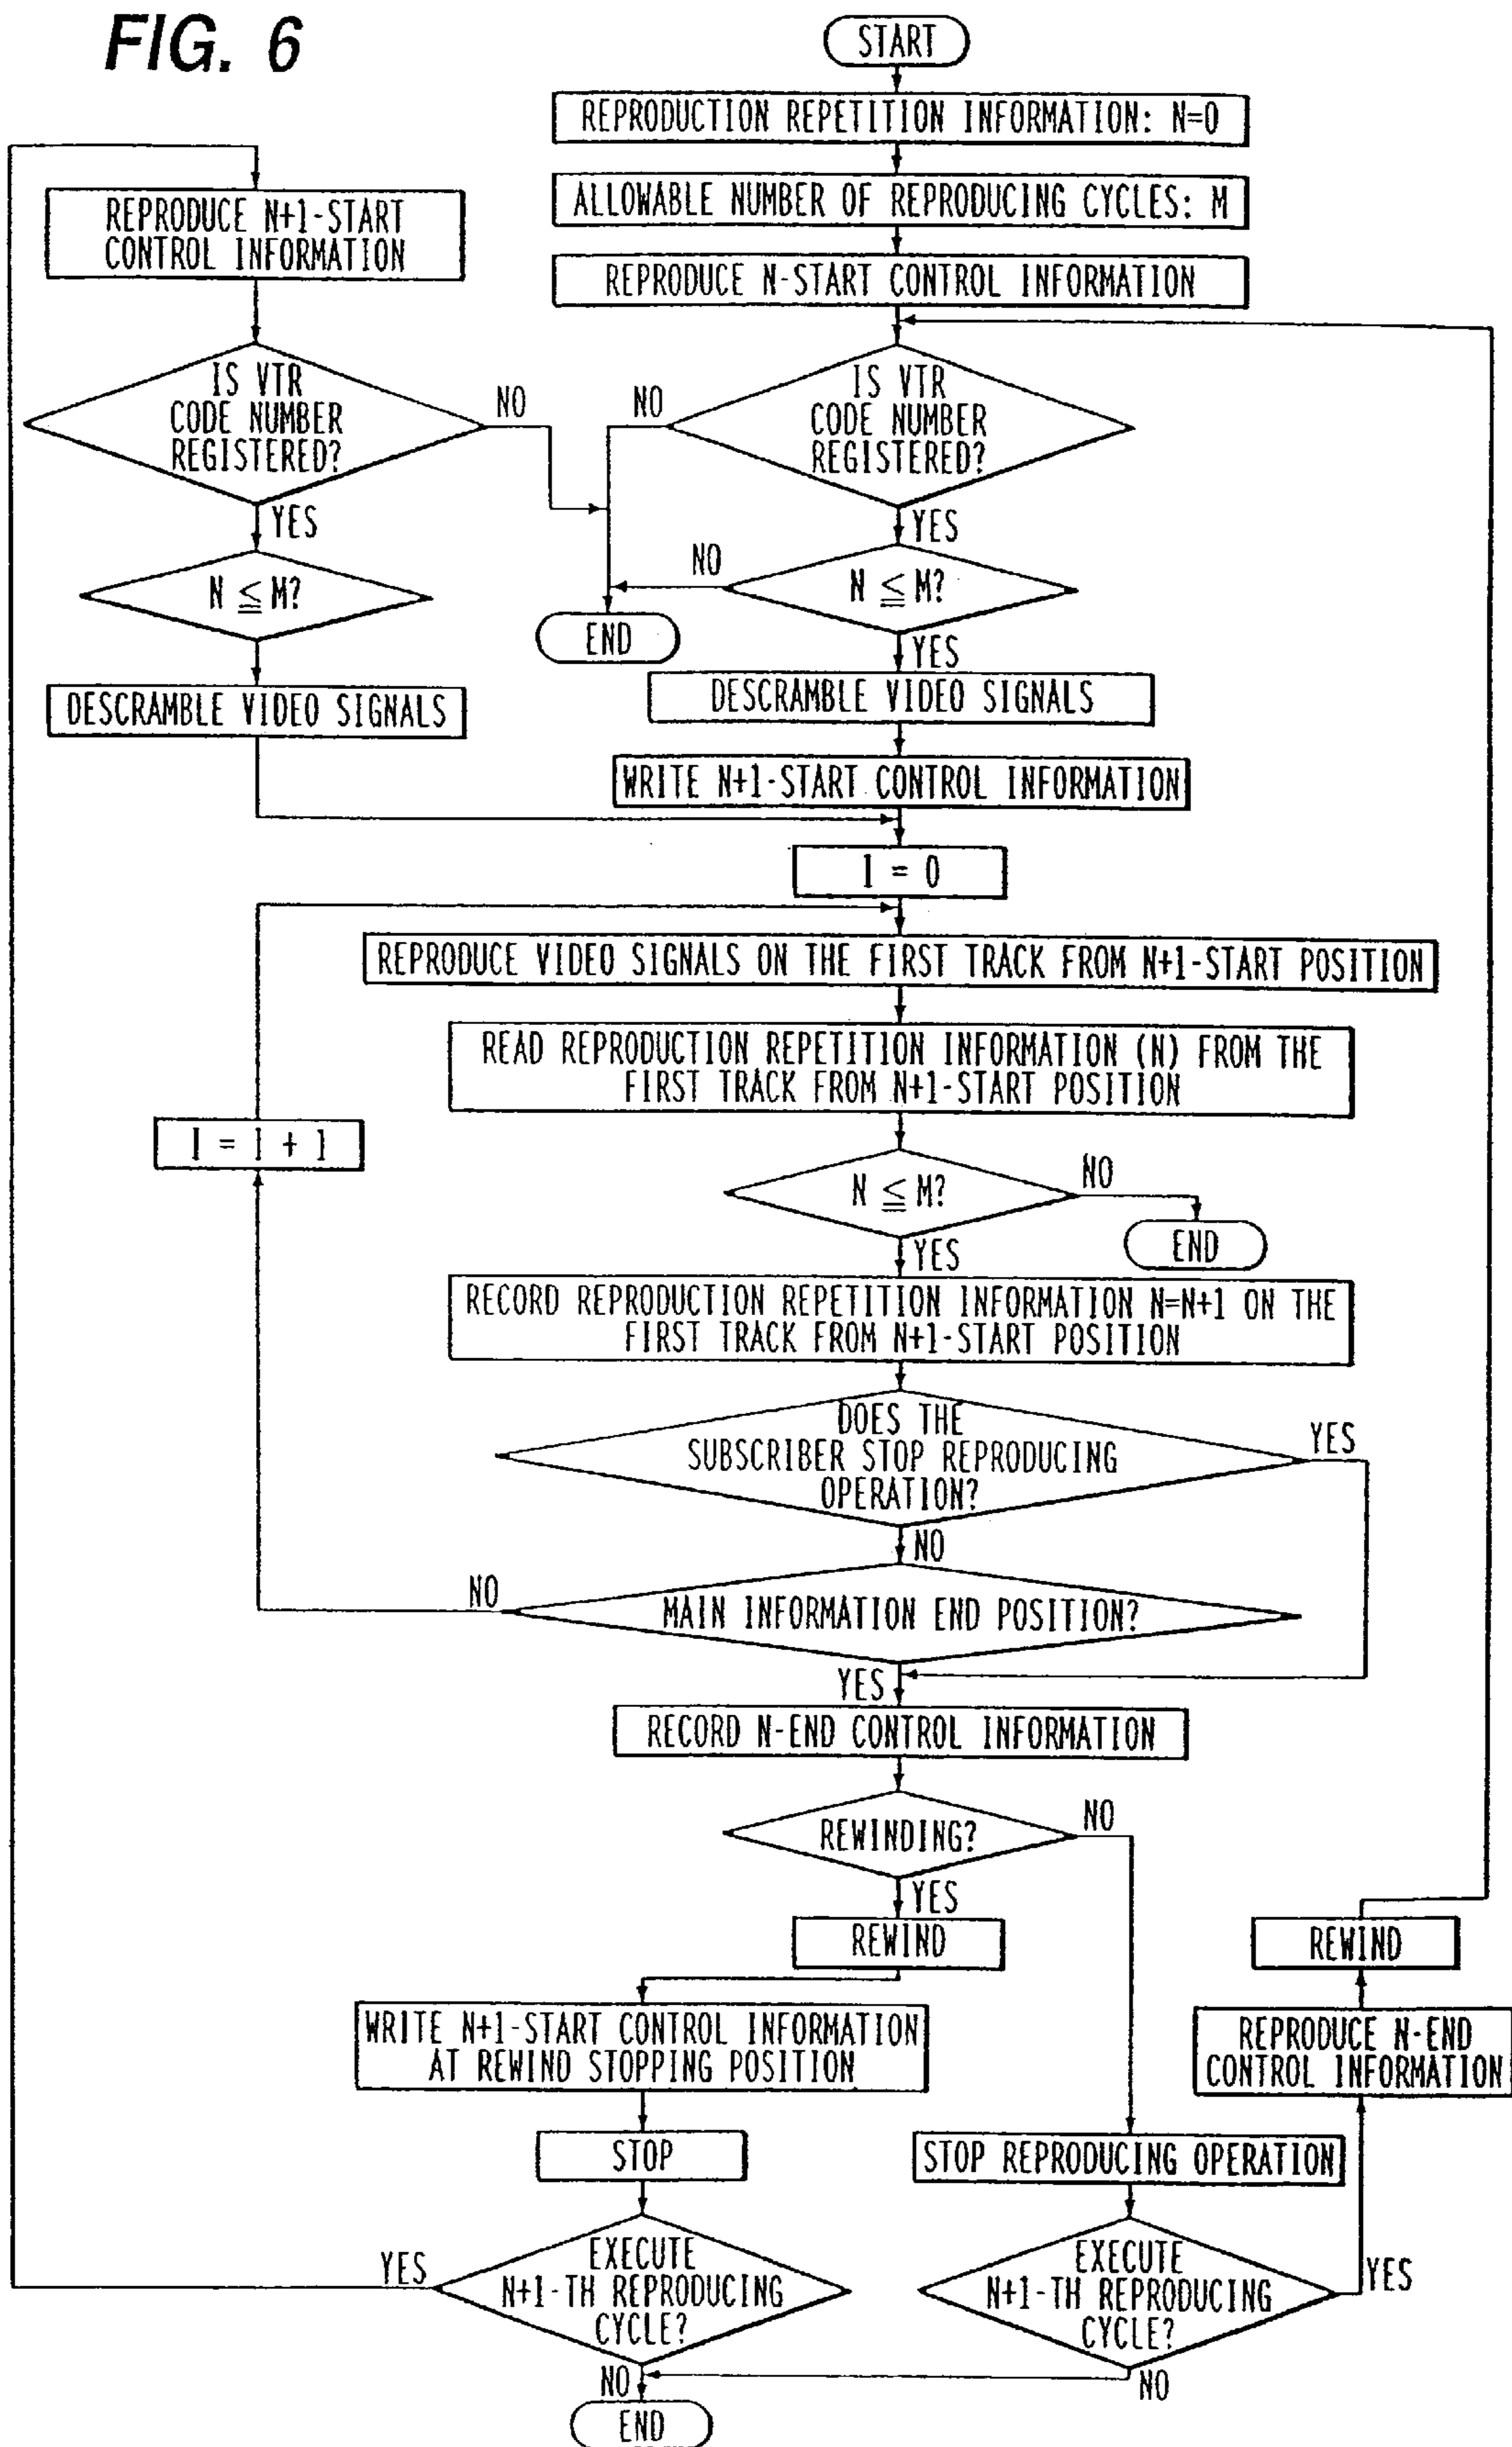 FIG. 6
START
REPRODUCTION REPETITION INFORMATION: N=0
ALLOWABLE NUMBER OF REPRODUCING CYCLES: M
REPRODUCE N-START CONTROL INFORMATION
REPRODUCE N+1-START
CONTROL INFORMATION
IS VTR
CODE NUMBER
REGISTERED?
NO
YES
N ≦ M?
DESCRAMBLE VIDEO SIGNALS
IS VTR
CODE NUMBER
REGISTERED?
NO
YES
N ≦ M?
NO
END
YES
DESCRAMBLE VIDEO SIGNALS
WRITE N+1-START CONTROL INFORMATION
I = 0
REPRODUCE VIDEO SIGNALS ON THE FIRST TRACK FROM N+1-START POSITION
READ REPRODUCTION REPETITION INFORMATION (N) FROM THE
FIRST TRACK FROM N+1-START POSITION
I = I + 1
N ≦ M?
NO
END
YES
RECORD REPRODUCTION REPETITION INFORMATION N=N+1 ON THE
FIRST TRACK FROM N+1-START POSITION
DOES THE
SUBSCRIBER STOP REPRODUCING
OPERATION?
YES
NO
MAIN INFORMATION END POSITION?
NO
YES
RECORD N-END CONTROL INFORMATION
REWINDING?
NO
YES
REWIND
WRITE N+1-START CONTROL INFORMATION
AT REWIND STOPPING POSITION
STOP
EXECUTE
N+1-TH REPRODUCING
CYCLE?
YES
NO
END
STOP REPRODUCING OPERATION
EXECUTE
N+1-TH REPRODUCING
CYCLE?
YES
NO
REPRODUCE N-END
CONTROL INFORMATION
REWIND